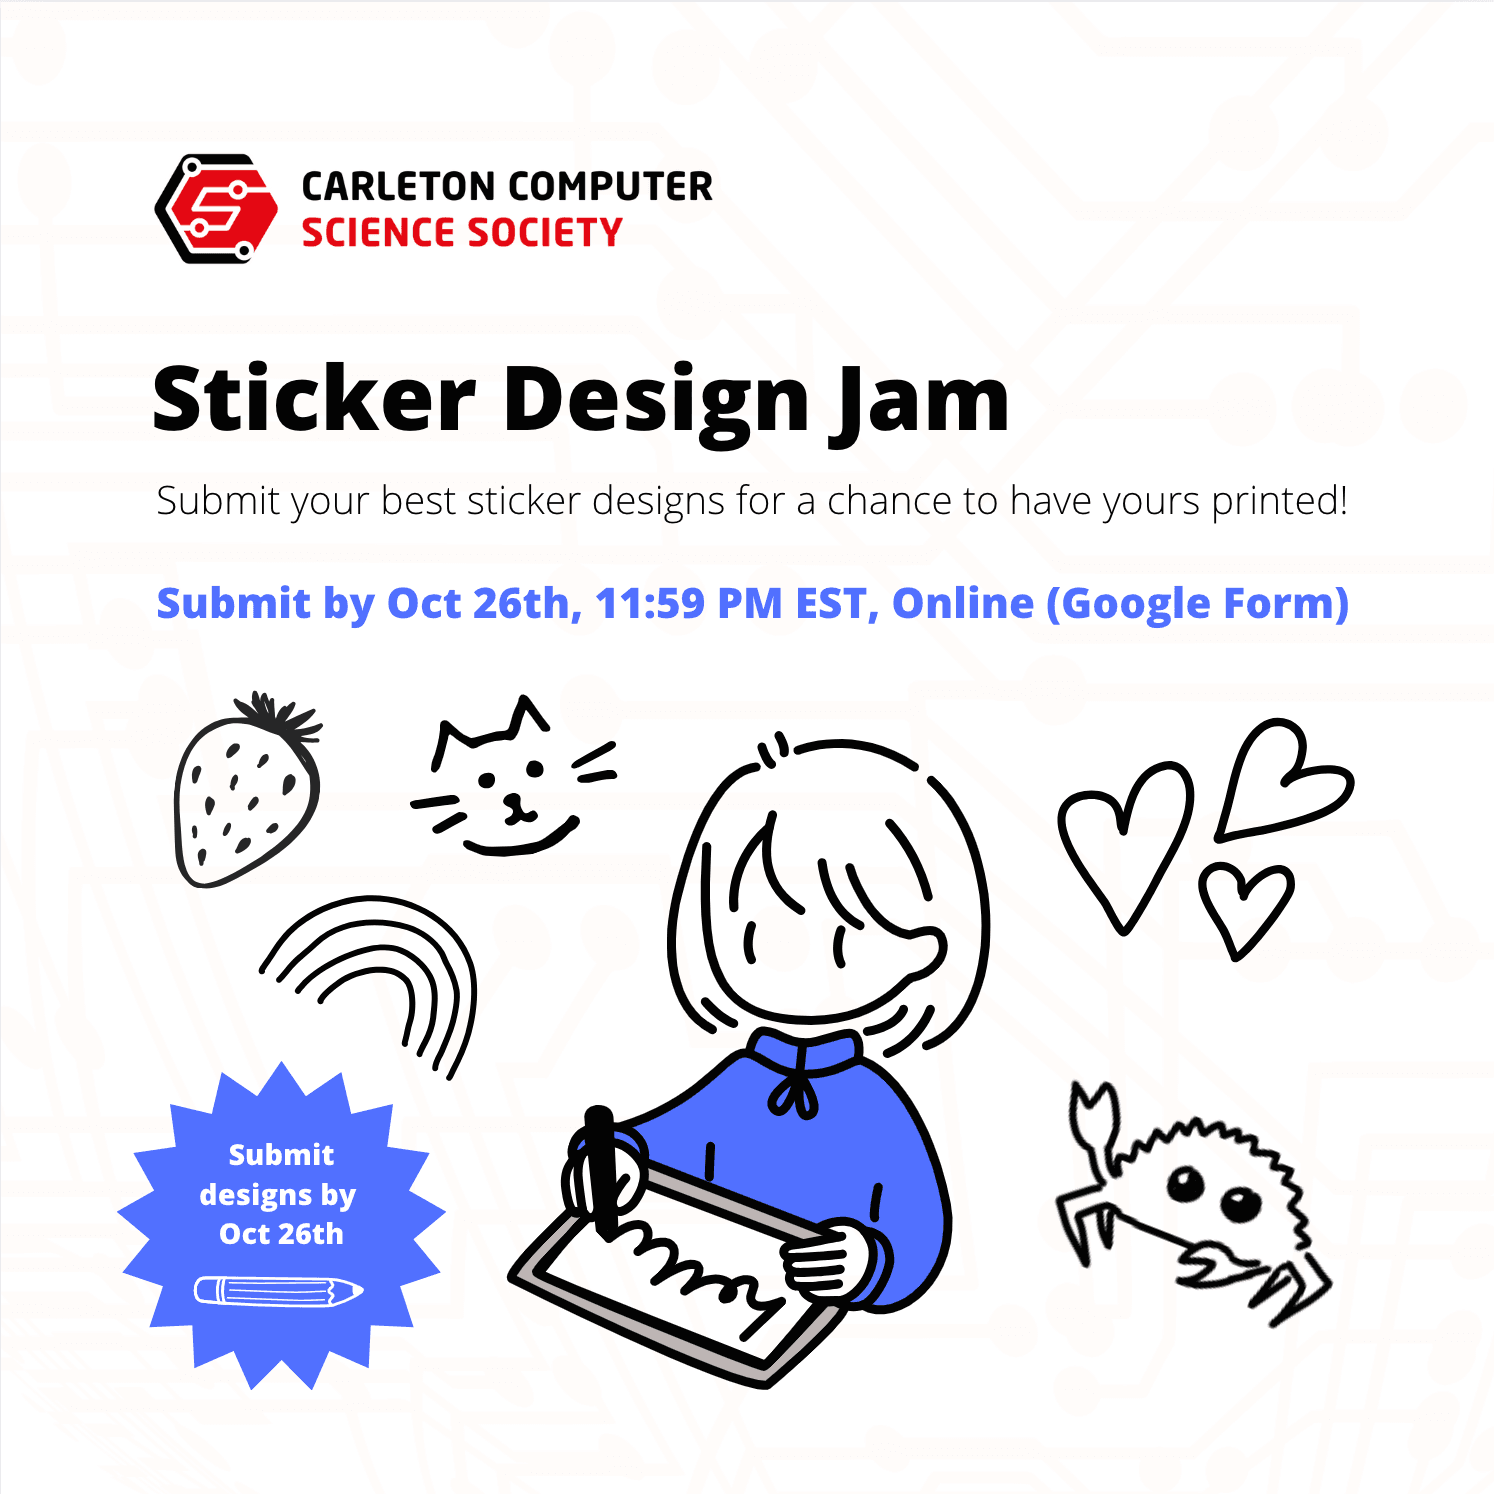 CARLETON COMPUTER
SCIENCE SOCIETY
Sticker Design Jam
Submit your best sticker designs for a chance to have yours printed!
Submit by Oct 26th, 11:59 PM EST, Online (Google Form)
Submit
designs by
Oct 26th